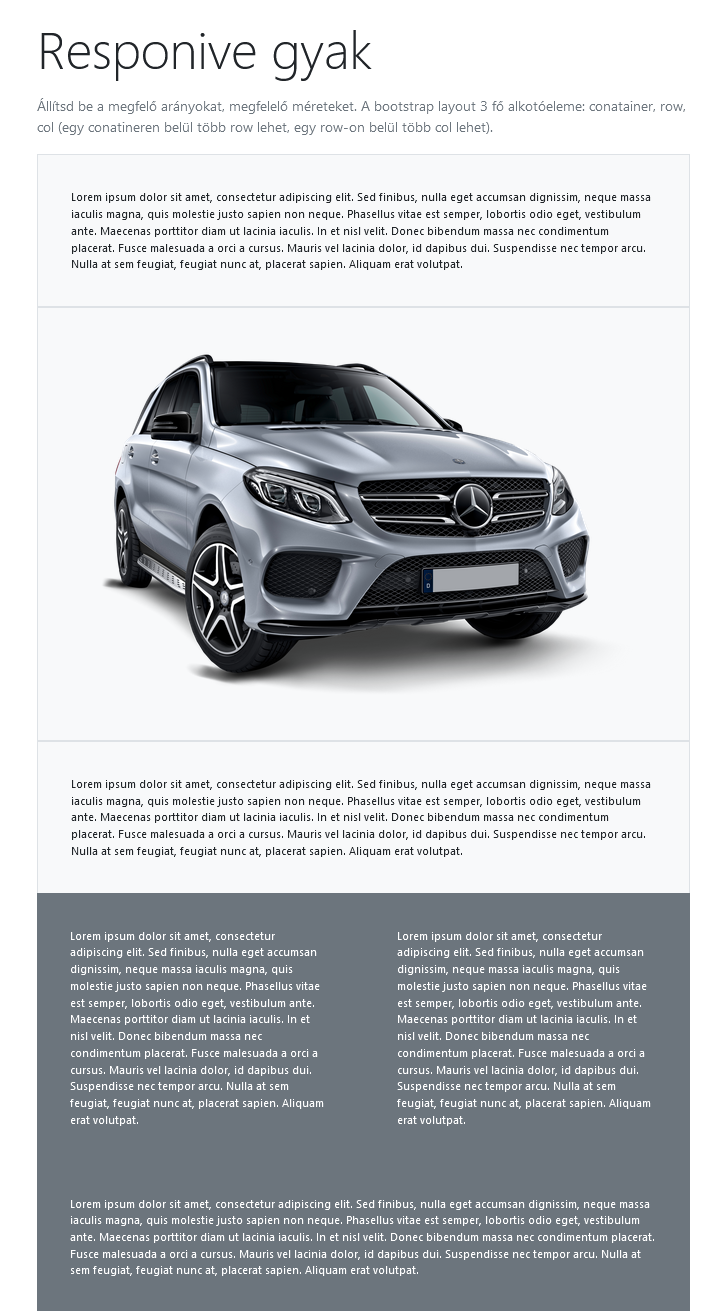 Responive gyak
Állítsd be a megfelő arányokat, megfelelő méreteket. A bootstrap layout 3 fő alkotóeleme: conatainer, row,
col (egy conatineren belül több row lehet, egy row-on belül több col lehet).
Lorem ipsum dolor sit amet, consectetur adipiscing elit. Sed finibus, nulla eget accumsan dignissim, neque massa
iaculis magna, quis molestie justo sapien non neque. Phasellus vitae est semper, lobortis odio eget, vestibulum
ante. Maecenas porttitor diam ut lacinia iaculis. In et nisl velit. Donec bibendum massa nec condimentum
placerat. Fusce malesuada a orci a cursus. Mauris vel lacinia dolor, id dapibus dui. Suspendisse nec tempor arcu.
Nulla at sem feugiat, feugiat nunc at, placerat sapien. Aliquam erat volutpat.
D
Lorem ipsum dolor sit amet, consectetur adipiscing elit. Sed finibus, nulla eget accumsan dignissim, neque massa
iaculis magna, quis molestie justo sapien non neque. Phasellus vitae est semper, lobortis odio eget, vestibulum
ante. Maecenas porttitor diam ut lacinia iaculis. In et nisl velit. Donec bibendum massa nec condimentum
placerat. Fusce malesuada a orci a cursus. Mauris vel lacinia dolor, id dapibus dui. Suspendisse nec tempor arcu.
Nulla at sem feugiat, feugiat nunc at, placerat sapien. Aliquam erat volutpat.
Lorem ipsum dolor sit amet, consectetur
adipiscing elit. Sed finibus, nulla eget accumsan
dignissim, neque massa iaculis magna, quis
molestie justo sapien non neque. Phasellus vitae
est semper, lobortis odio eget, vestibulum ante.
Maecenas porttitor diam ut lacinia iaculis. In et
nisl velit. Donec bibendum massa nec
condimentum placerat. Fusce malesuada a orci a
cursus. Mauris vel lacinia dolor, id dapibus dui.
Suspendisse nec tempor arcu. Nulla at sem
feugiat, feugiat nunc at, placerat sapien. Aliquam
erat volutpat.
Lorem ipsum dolor sit amet, consectetur
adipiscing elit. Sed finibus, nulla eget accumsan
dignissim, neque massa iaculis magna, quis
molestie justo sapien non neque. Phasellus vitae
est semper, lobortis odio eget, vestibulum ante.
Maecenas porttitor diam ut lacinia iaculis. In et
nisl velit. Donec bibendum massa nec
condimentum placerat. Fusce malesuada a orci a
cursus. Mauris vel lacinia dolor, id dapibus dui.
Suspendisse nec tempor arcu. Nulla at sem
feugiat, feugiat nunc at, placerat sapien. Aliquam
erat volutpat.
Lorem ipsum dolor sit amet, consectetur adipiscing elit. Sed finibus, nulla eget accumsan dignissim, neque massa
iaculis magna, quis molestie justo sapien non neque. Phasellus vitae est semper, lobortis odio eget, vestibulum
ante. Maecenas porttitor diam ut lacinia iaculis. In et nisl velit. Donec bibendum massa nec condimentum placerat.
Fusce malesuada a orci a cursus. Mauris vel lacinia dolor, id dapibus dui. Suspendisse nec tempor arcu. Nulla at
sem feugiat, feugiat nunc at, placerat sapien. Aliquam erat volutpat.